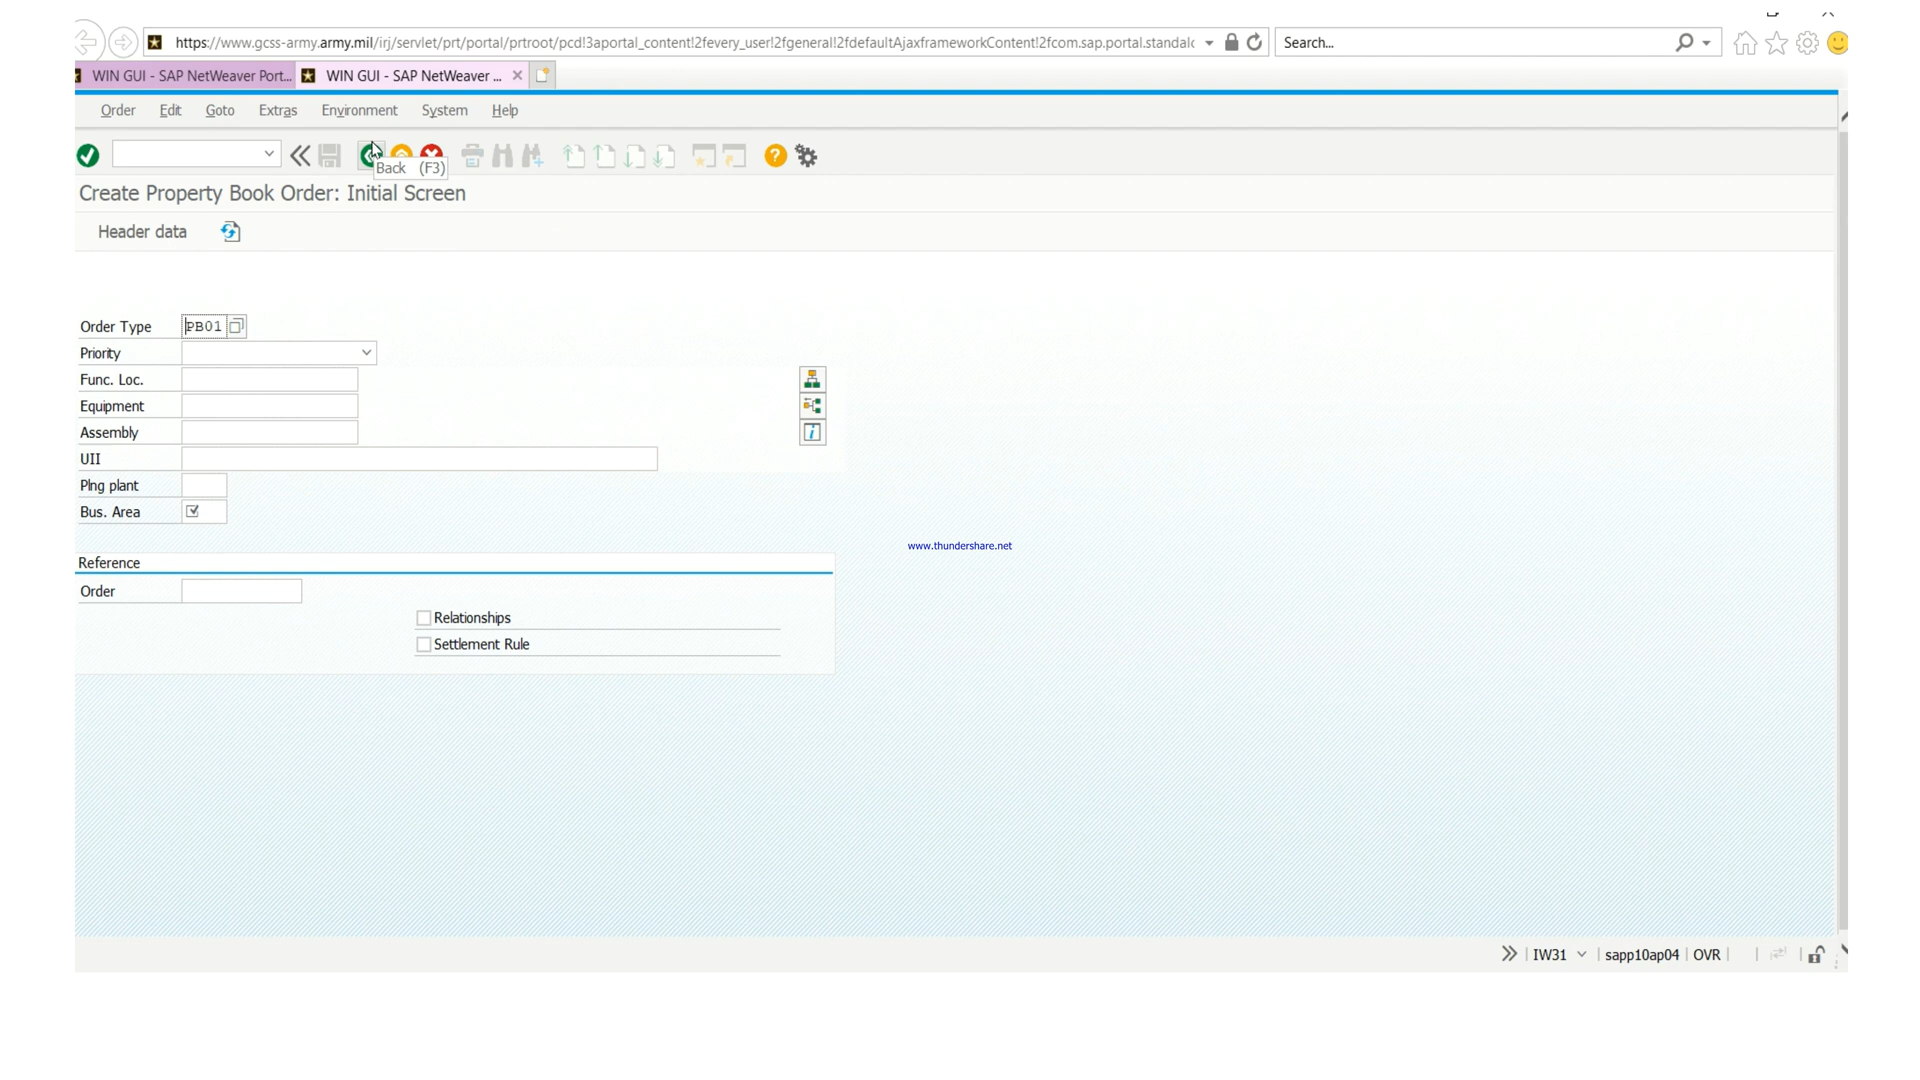 https://www.gcss-army.army.mil/irj/servlet/prt/portal/prtroot/pcd!3aportal_content!2fevery_user!2fgeneral!2fdefaultAjaxframeworkContent!2fcom.sap.portal.standalc
Search...
WIN GUI - SAP NetWeaver Port...
WIN GUI - SAP NetWeaver ...
Order Edit Goto Extras Environment System Help
Back (F3)
Create Property Book Order: Initial Screen
Header data
Order Type PB01
Priority
Func. Loc.
Equipment
Assembly
UII
Plng plant
Bus. Area
www.thundershare.net
Reference
Order
Relationships
Settlement Rule
IW31 sapp10ap04 OVR